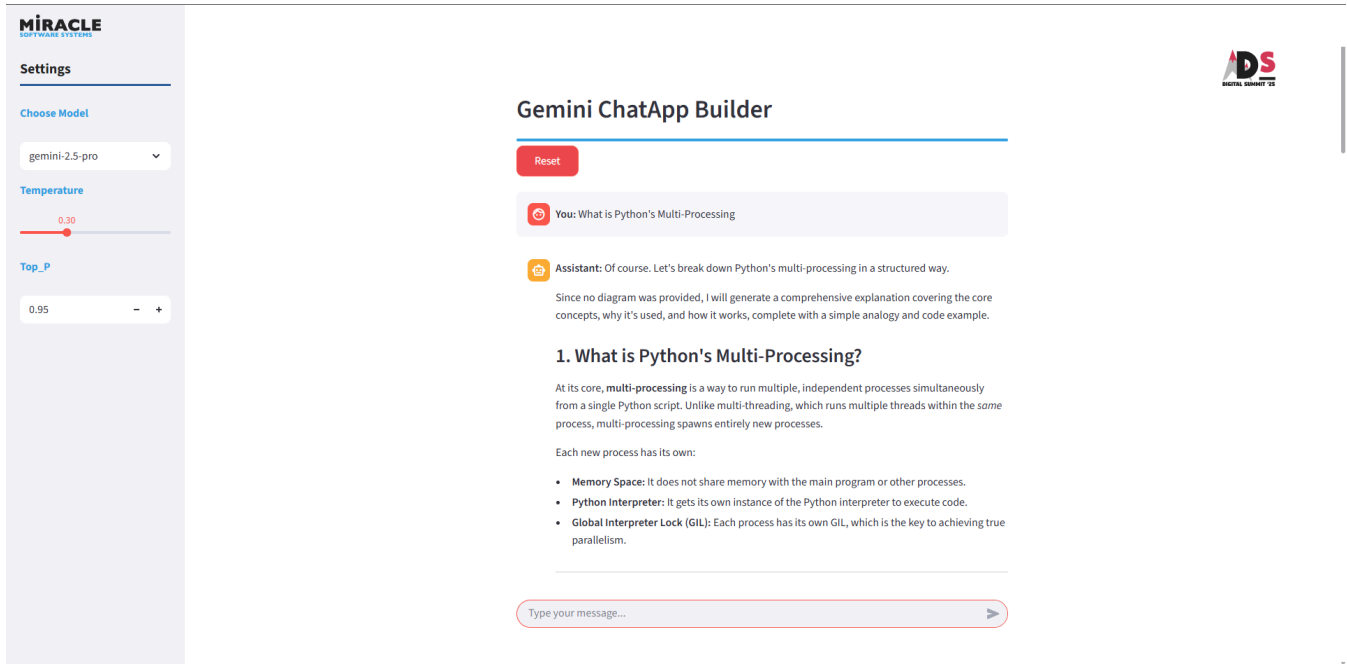 MIRACLE
SOFTWARE SYSTEMS
Settings
Choose Model
gemini-2.5-pro
Temperature
0.30
Top_P
0.95
-
+
ADS
DIGITAL SUMMIT '25
Gemini ChatApp Builder
Reset
You: What is Python's Multi-Processing
Assistant: Of course. Let's break down Python's multi-processing in a structured way.
Since no diagram was provided, I will generate a comprehensive explanation covering the core
concepts, why it's used, and how it works, complete with a simple analogy and code example.
1. What is Python's Multi-Processing?
At its core, multi-processing is a way to run multiple, independent processes simultaneously
from a single Python script. Unlike multi-threading, which runs multiple threads within the same
process, multi-processing spawns entirely new processes.
Each new process has its own:
• Memory Space: It does not share memory with the main program or other processes.
• Python Interpreter: It gets its own instance of the Python interpreter to execute code.
• Global Interpreter Lock (GIL): Each process has its own GIL, which is the key to achieving true
parallelism.
Type your message...